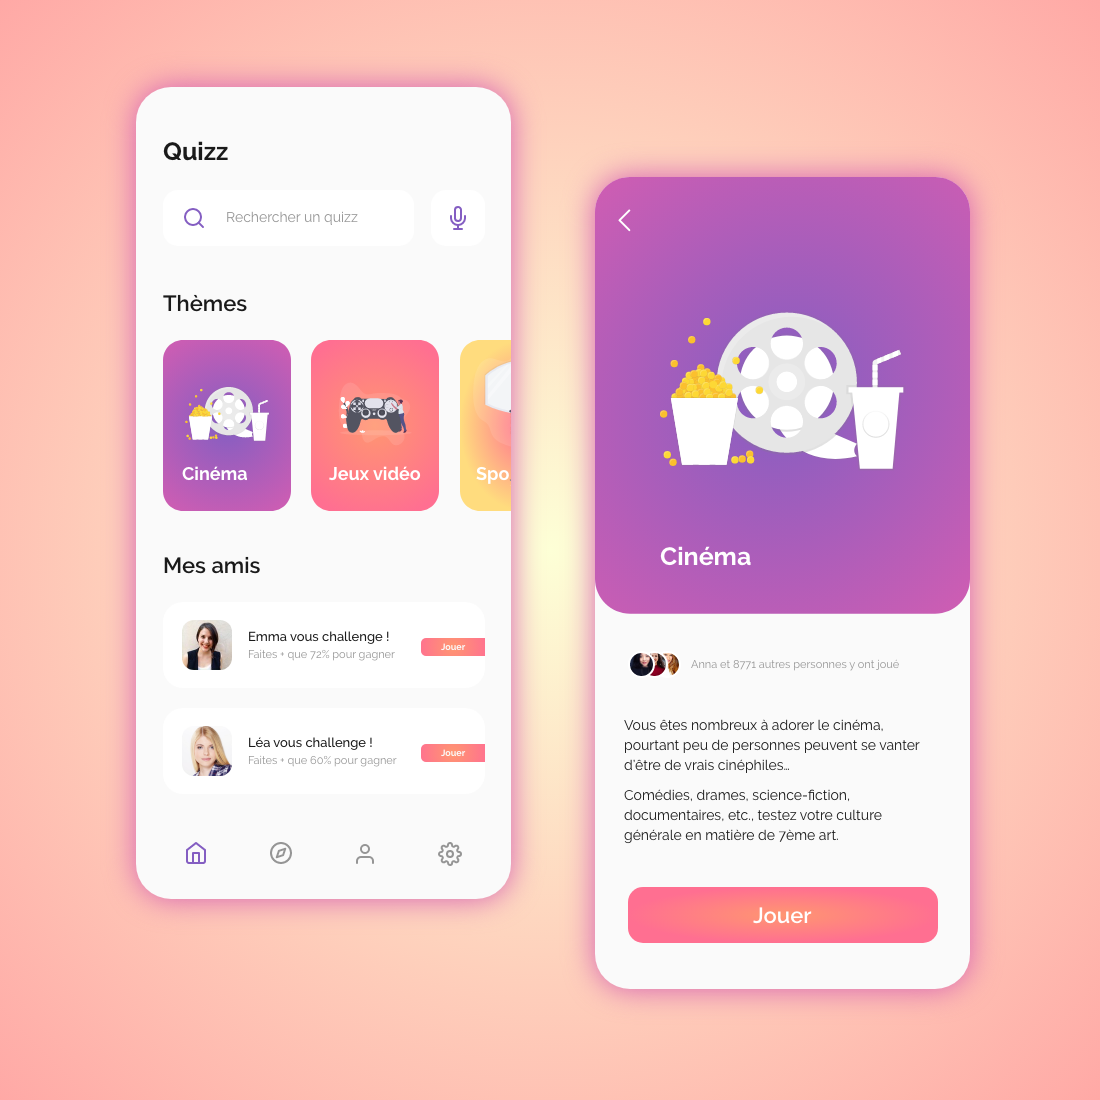 Quizz
Rechercher un quizz
Thèmes
Cinéma
Jeux vidéo
Spo
Mes amis
Emma vous challenge !
Faites + que 72% pour gagner
Jouer
Léa vous challenge !
Faites + que 60% pour gagner
Jouer
Cinéma
Anna et 8771 autres personnes y ont joué
Vous êtes nombreux à adorer le cinéma,
pourtant peu de personnes peuvent se vanter
d'être de vrais cinéphiles...
Comédies, drames, science-fiction,
documentaires, etc., testez votre culture
générale en matière de 7ème art.
Jouer